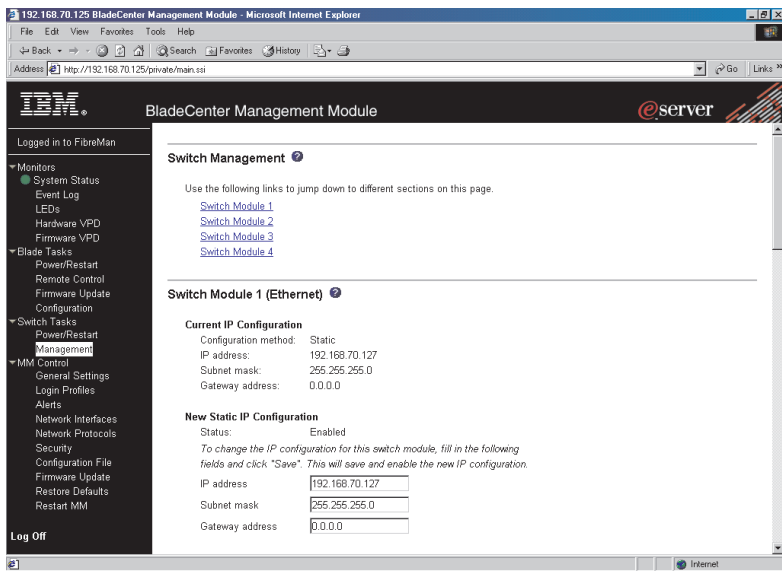 192.168.70.125 BladeCenter Management Module - Microsoft Internet Explorer
File Edit View Favorites Tools Help
Back Search Favorites History
Address http://192.168.70.125/private/main.ssi Go Links »
IBM® BladeCenter Management Module eserver
Logged in to FibreMan
Monitors
System Status
Event Log
LEDs
Hardware VPD
Firmware VPD
Blade Tasks
Power/Restart
Remote Control
Firmware Update
Configuration
Switch Tasks
Power/Restart
Management
MM Control
General Settings
Login Profiles
Alerts
Network Interfaces
Network Protocols
Security
Configuration File
Firmware Update
Restore Defaults
Restart MM
Log Off
Switch Management ?
Use the following links to jump down to different sections on this page.
Switch Module 1
Switch Module 2
Switch Module 3
Switch Module 4
Switch Module 1 (Ethernet) ?
Current IP Configuration
Configuration method: Static
IP address: 192.168.70.127
Subnet mask: 255.255.255.0
Gateway address: 0.0.0.0
New Static IP Configuration
Status: Enabled
To change the IP configuration for this switch module, fill in the following
fields and click "Save". This will save and enable the new IP configuration.
IP address 192.168.70.127
Subnet mask 255.255.255.0
Gateway address 0.0.0.0
Internet